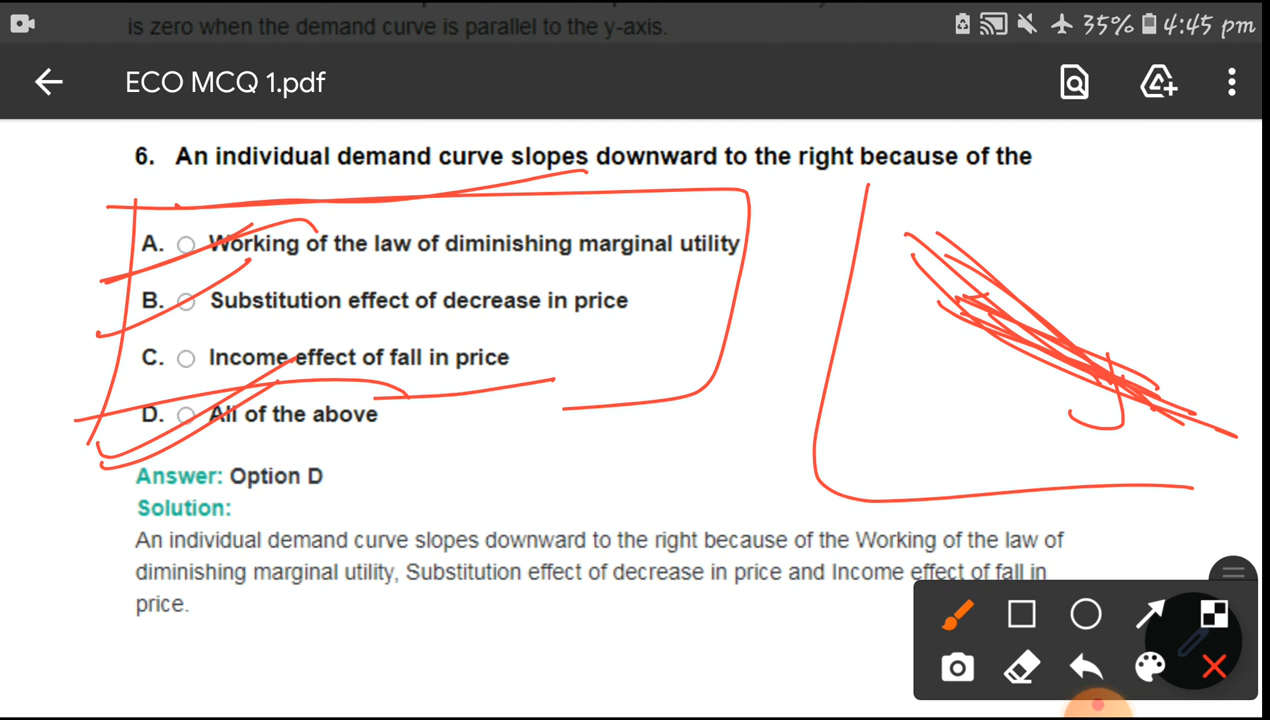 is zero when the demand curve is parallel to the y-axis.
35% 4:45 pm
ECO MCQ 1.pdf
6. An individual demand curve slopes downward to the right because of the
A. Working of the law of diminishing marginal utility
B. Substitution effect of decrease in price
C. Income effect of fall in price
D. All of the above
Answer: Option D
Solution:
An individual demand curve slopes downward to the right because of the Working of the law of
diminishing marginal utility, Substitution effect of decrease in price and Income effect of fall in
price.